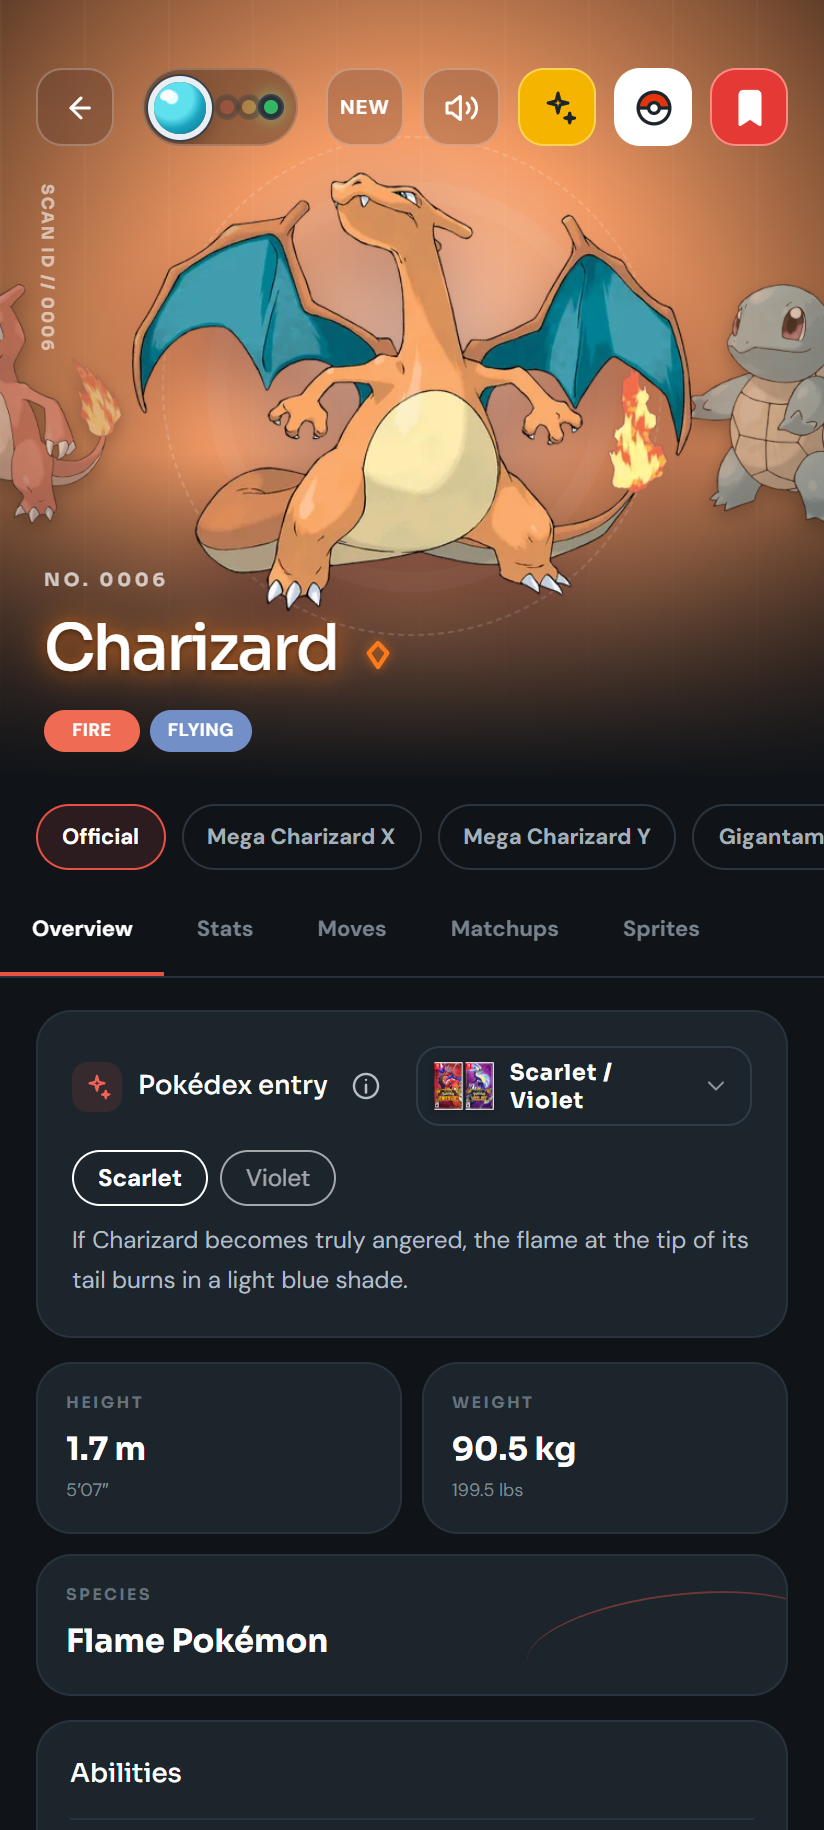 NEW
SCAN ID // 0006
NO. 0006
Charizard
FIRE
FLYING
Official
Mega Charizard X
Mega Charizard Y
Gigantam
Overview
Stats
Moves
Matchups
Sprites
Pokédex entry
Scarlet /
Violet
Scarlet
Violet
If Charizard becomes truly angered, the flame at the tip of its
tail burns in a light blue shade.
HEIGHT
1.7 m
5'07"
WEIGHT
90.5 kg
199.5 lbs
SPECIES
Flame Pokémon
Abilities